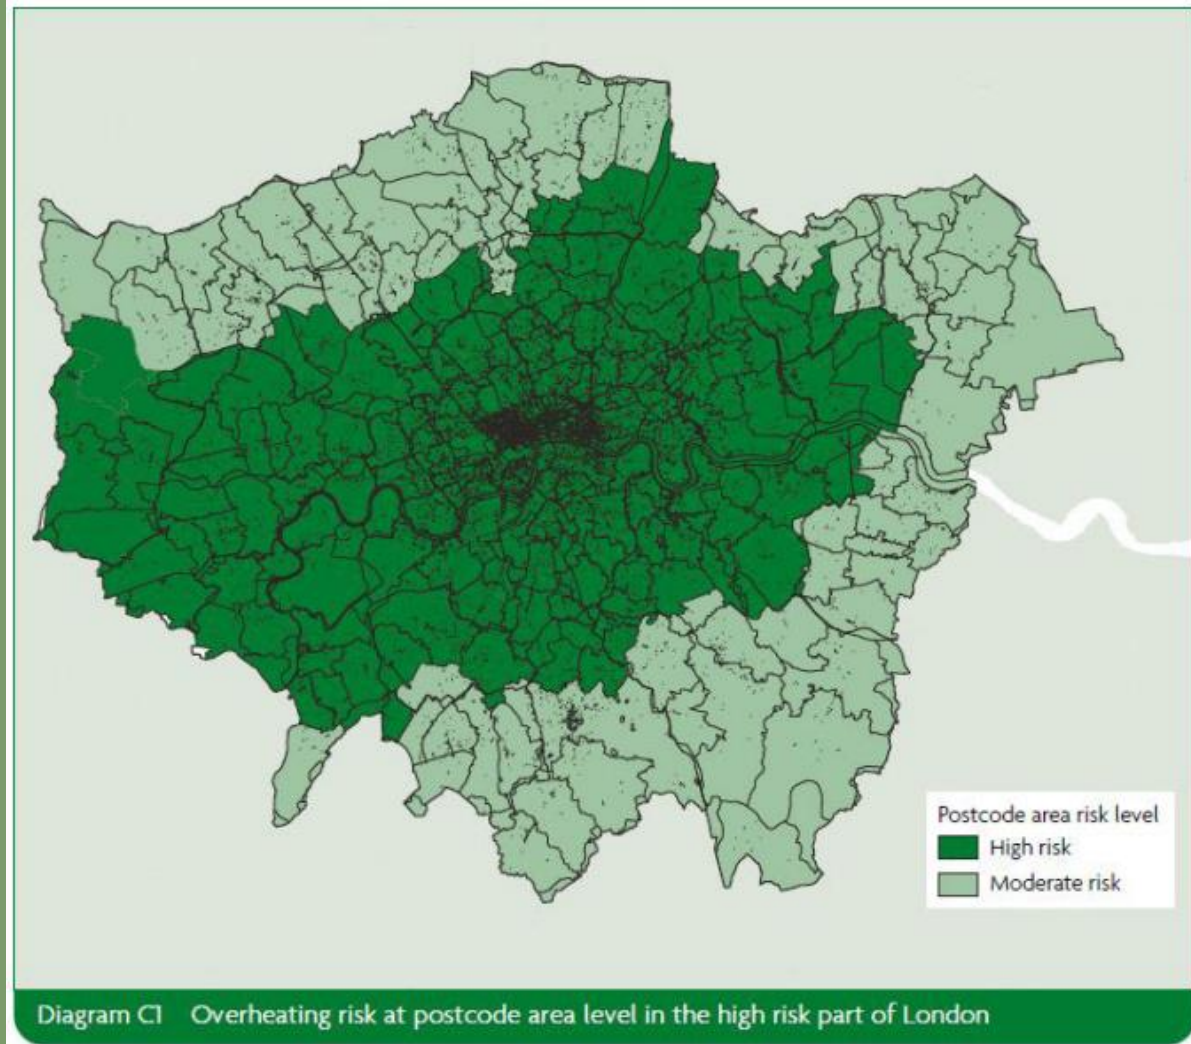 Postcode area risk level
High risk
Moderate risk
Diagram C1 Overheating risk at postcode area level in the high risk part of London